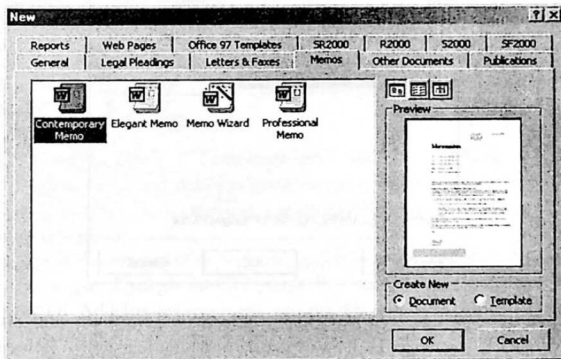 New
Reports Web Pages Office 97 Templates SR2000 R2000 S2000 SF2000
General Legal Pleadings Letters & Faxes Memos Other Documents Publications
Contemporary Memo
Elegant Memo
Memo Wizard
Professional Memo
Preview
Create New
Document Template
OK Cancel